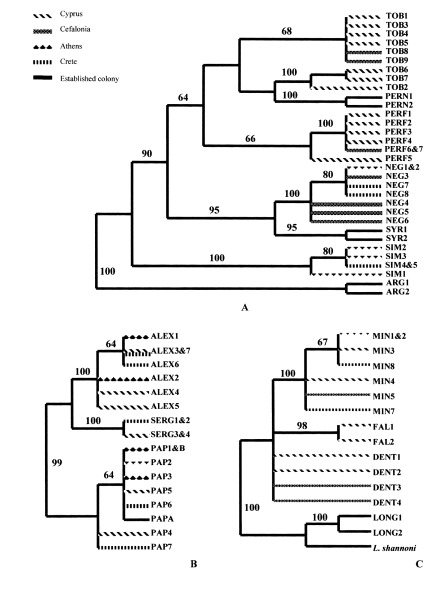 Cyprus
Cefalonia
Athens
Crete
Established colony
68
TOB1
TOB3
TOB4
TOB5
TOB8
TOB9
100
TOB6
TOB7
TOB2
100
PERN1
PERN2
64
100
PERF1
PERF2
PERF3
PERF4
PERF6&7
66
PERF5
90
80
NEG1&2
NEG3
NEG7
NEG8
100
NEG4
NEG5
NEG6
95
95
SYR1
SYR2
80
SIM2
SIM3
SIM4&5
100
SIM1
100
ARG1
ARG2
A
64
ALEX1
ALEX3&7
ALEX6
100
ALEX2
ALEX4
ALEX5
100
SERG1&2
SERG3&4
99
64
PAP1&B
PAP2
PAP3
PAP5
PAP6
PAPA
PAP4
PAP7
B
67
MIN1&2
MIN3
MIN8
100
MIN4
MIN5
MIN7
98
FAL1
FAL2
DENT1
DENT2
DENT3
DENT4
100
100
LONG1
LONG2
L. shannoni
C